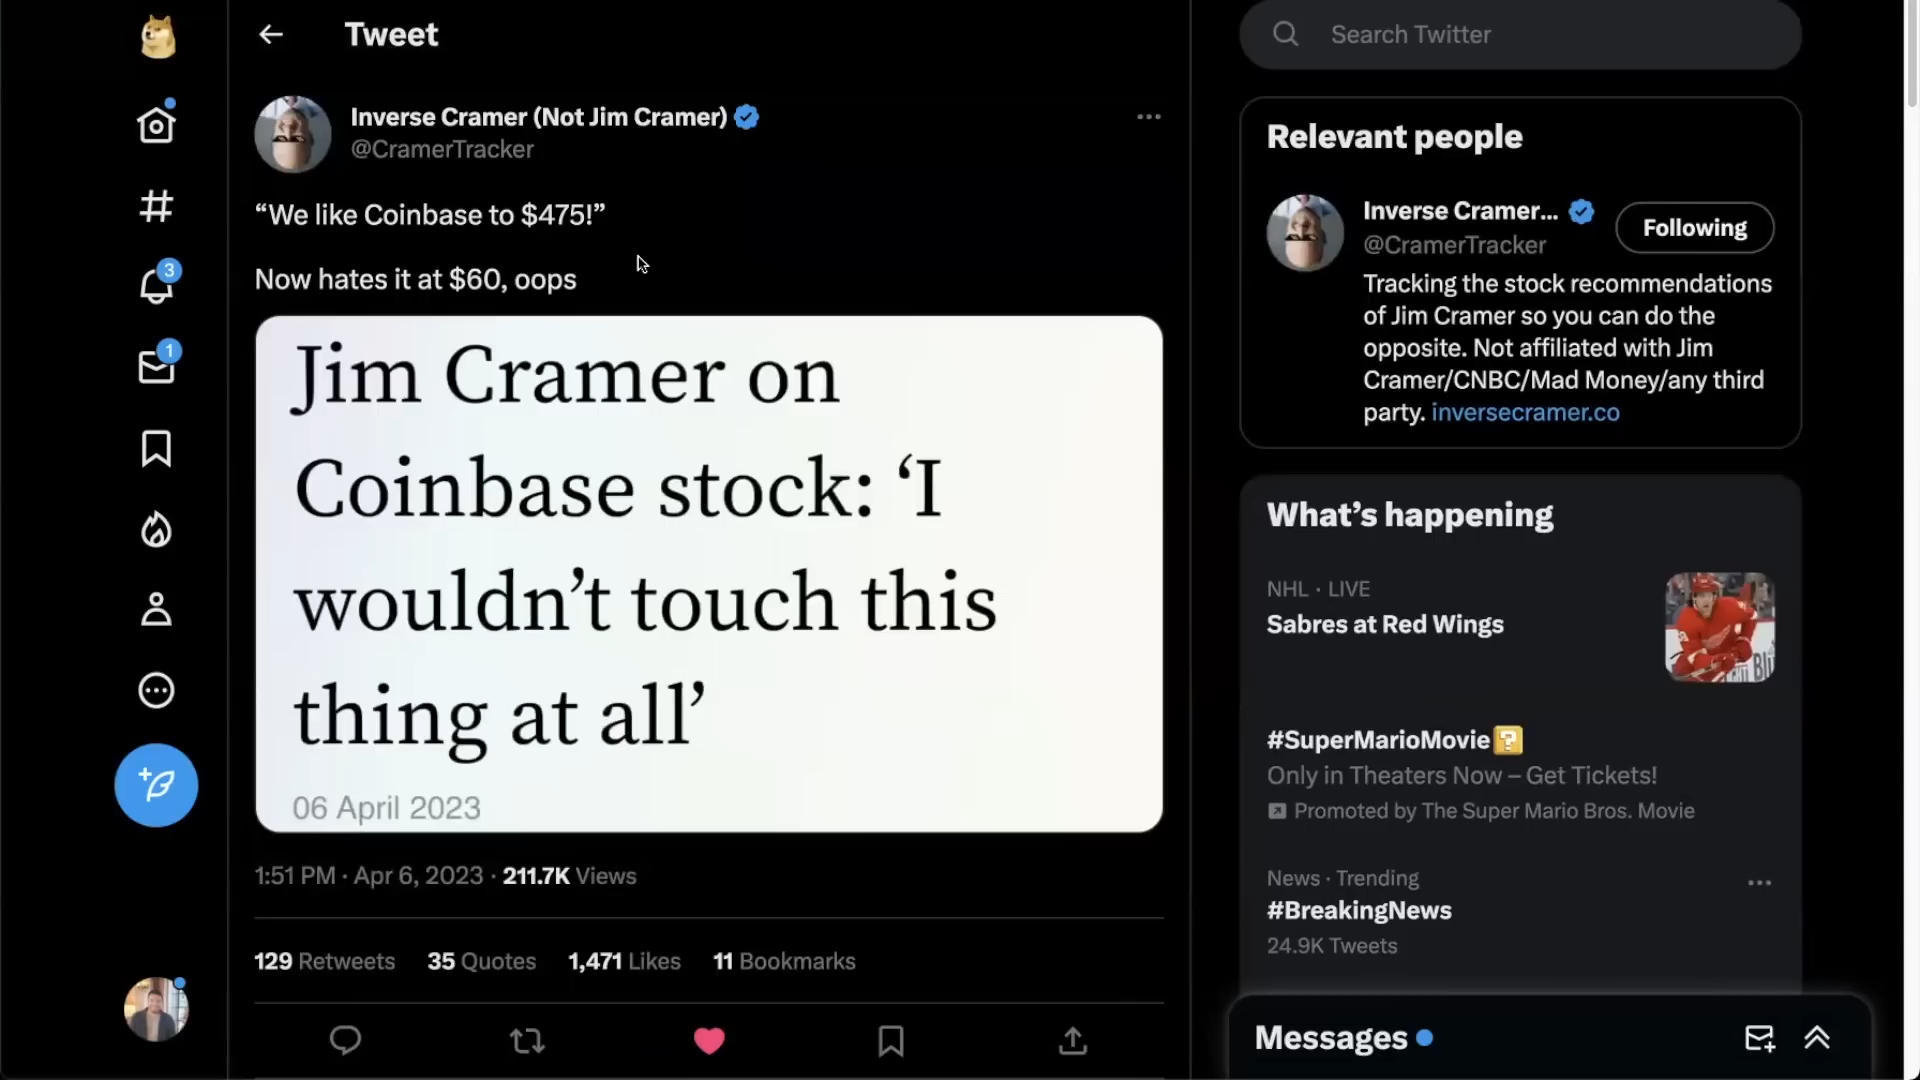 Tweet
Search Twitter
Inverse Cramer (Not Jim Cramer)
@CramerTracker
“We like Coinbase to $475!”
Now hates it at $60, oops
Jim Cramer on
Coinbase stock: ‘I
wouldn’t touch this
thing at all’
06 April 2023
1:51 PM · Apr 6, 2023 · 211.7K Views
129 Retweets 35 Quotes 1,471 Likes 11 Bookmarks
3
1
Relevant people
Inverse Cramer...
@CramerTracker
Following
Tracking the stock recommendations
of Jim Cramer so you can do the
opposite. Not affiliated with Jim
Cramer/CNBC/Mad Money/any third
party. inversecramer.co
What’s happening
NHL · LIVE
Sabres at Red Wings
#SuperMarioMovie
Only in Theaters Now – Get Tickets!
Promoted by The Super Mario Bros. Movie
News · Trending
#BreakingNews
24.9K Tweets
Messages